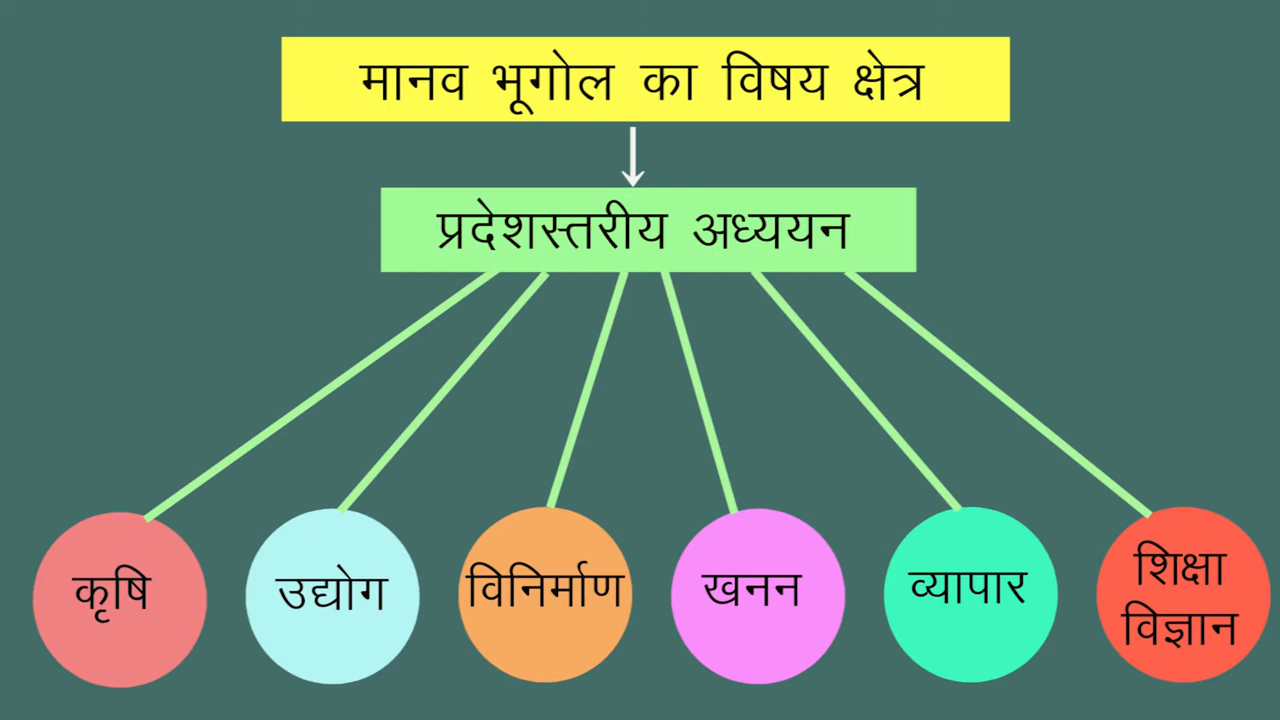 मानव भूगोल का विषय क्षेत्र
प्रदेशस्तरीय अध्ययन
कृषि
उद्योग
विनिर्माण
खनन
व्यापार
शिक्षा
विज्ञान